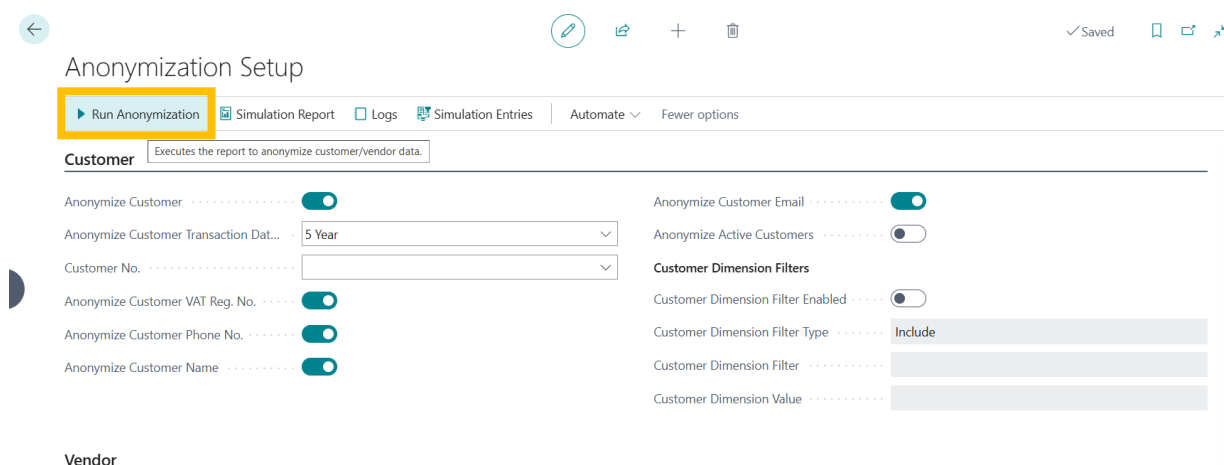 Saved
Anonymization Setup
Run Anonymization Simulation Report Logs Simulation Entries Automate Fewer options
Executes the report to anonymize customer/vendor data.
Customer
Anonymize Customer
Anonymize Customer Transaction Dat... 5 Year
Customer No.
Anonymize Customer VAT Reg. No.
Anonymize Customer Phone No.
Anonymize Customer Name
Anonymize Customer Email
Anonymize Active Customers
Customer Dimension Filters
Customer Dimension Filter Enabled
Customer Dimension Filter Type Include
Customer Dimension Filter
Customer Dimension Value
Vendor